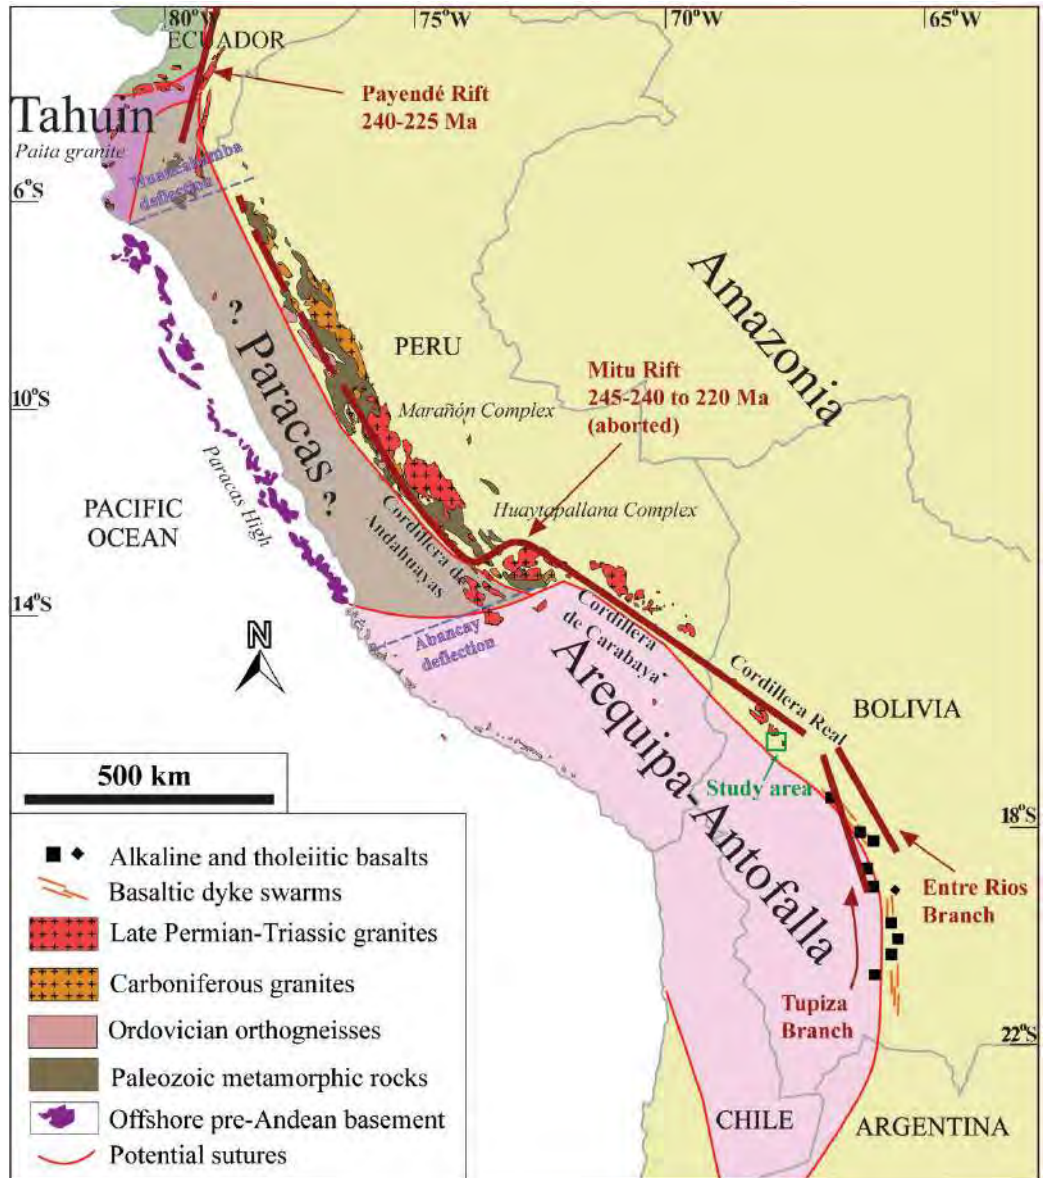 80°W
75°W
70°W
65°W
ECUADOR
Payendé Rift
240-225 Ma
Tahuin
Paita granite
Huancabamba
deflection
6°S
Amazonia
? Paracas ?
PERU
Mitu Rift
245-240 to 220 Ma
(aborted)
10°S
Marañón Complex
Paracas High
PACIFIC
OCEAN
Huaytapallana Complex
Cordillera de
Andahuayas
14°S
N
Abancay
deflection
Cordillera
de Carabaya
Cordillera Real
Arequipa-Antofalla
BOLIVIA
Study area
500 km
18°S
Entre Rios
Branch
Tupiza
Branch
22°S
CHILE
ARGENTINA
Alkaline and tholeiitic basalts
Basaltic dyke swarms
Late Permian-Triassic granites
Carboniferous granites
Ordovician orthogneisses
Paleozoic metamorphic rocks
Offshore pre-Andean basement
Potential sutures